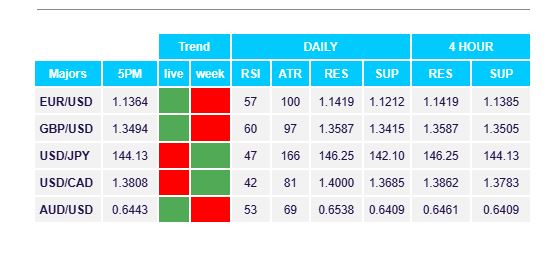 Trend DAILY 4 HOUR
Majors 5PM live week RSI ATR RES SUP RES SUP
EUR/USD 1.1364 57 100 1.1419 1.1212 1.1419 1.1385
GBP/USD 1.3494 60 97 1.3587 1.3415 1.3587 1.3505
USD/JPY 144.13 47 166 146.25 142.10 146.25 144.13
USD/CAD 1.3808 42 81 1.4000 1.3685 1.3862 1.3783
AUD/USD 0.6443 53 69 0.6538 0.6409 0.6461 0.6409